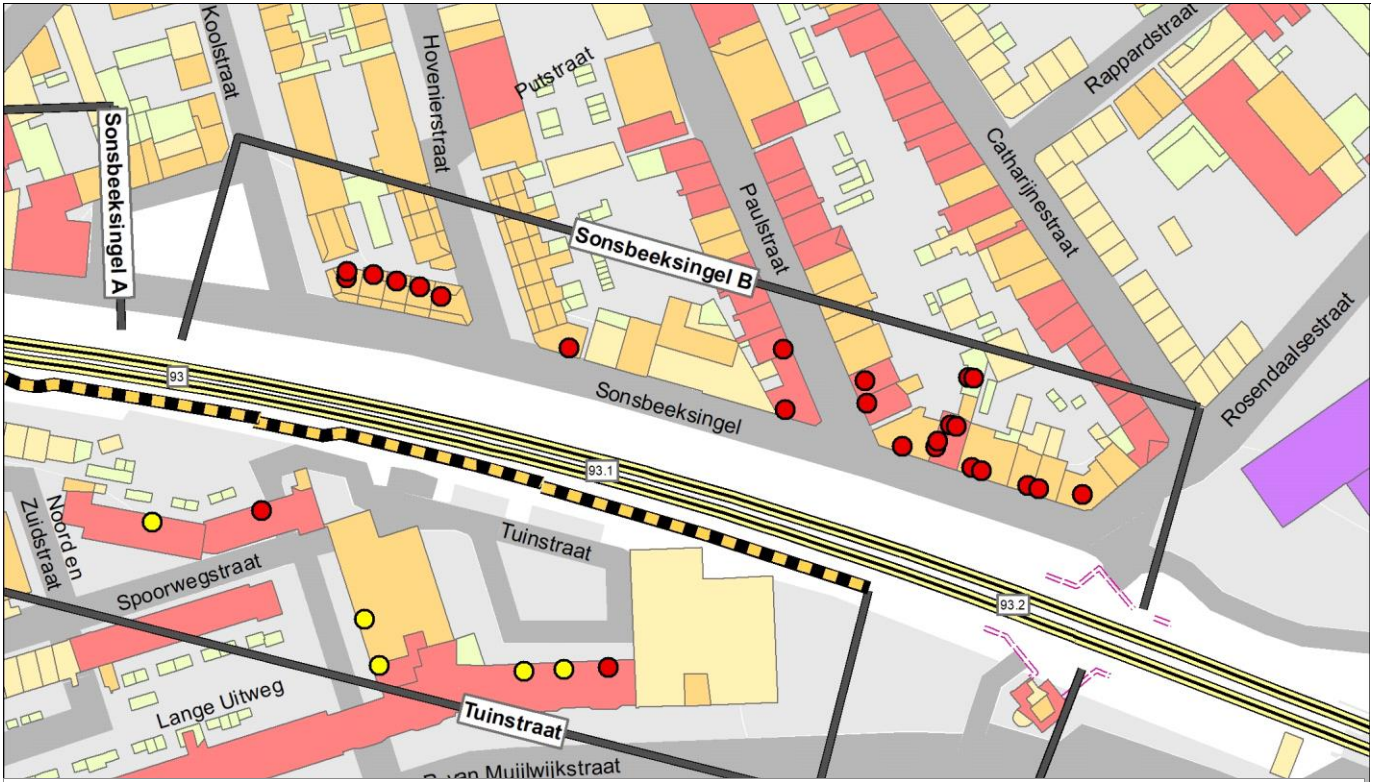 Koolstraat
Hovenierstraat
Putstraat
Rappardstraat
Catharijnestraat
Sonsbeeksingel A
Paulstraat
Sonsbeeksingel B
Rosendaalsestraat
93
Sonsbeeksingel
93.1
Noord en
Zuidstraat
Tuinstraat
Spoorwegstraat
93.2
Lange Uitweg
Tuinstraat
van Muijlwijkstraat